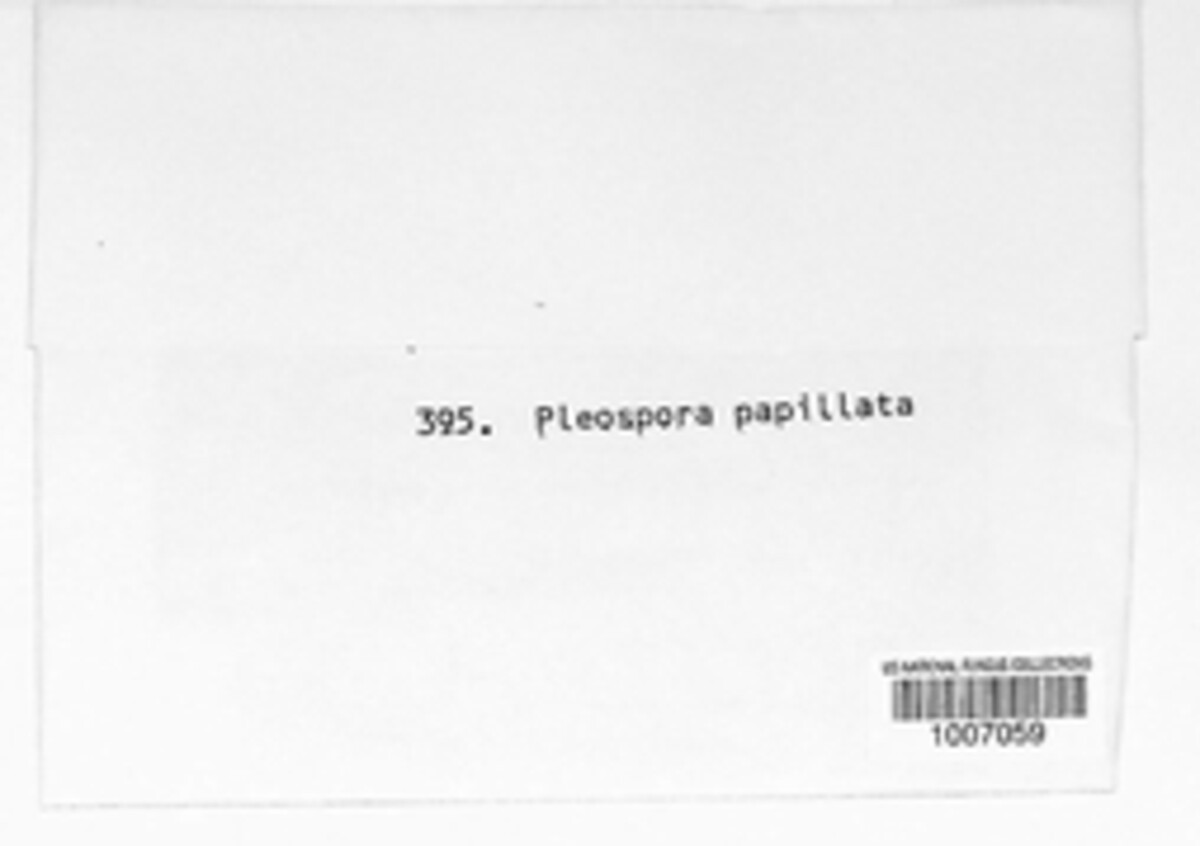 395. Pleospora papillata
US NATIONAL FUNGUS COLLECTIONS
1007059